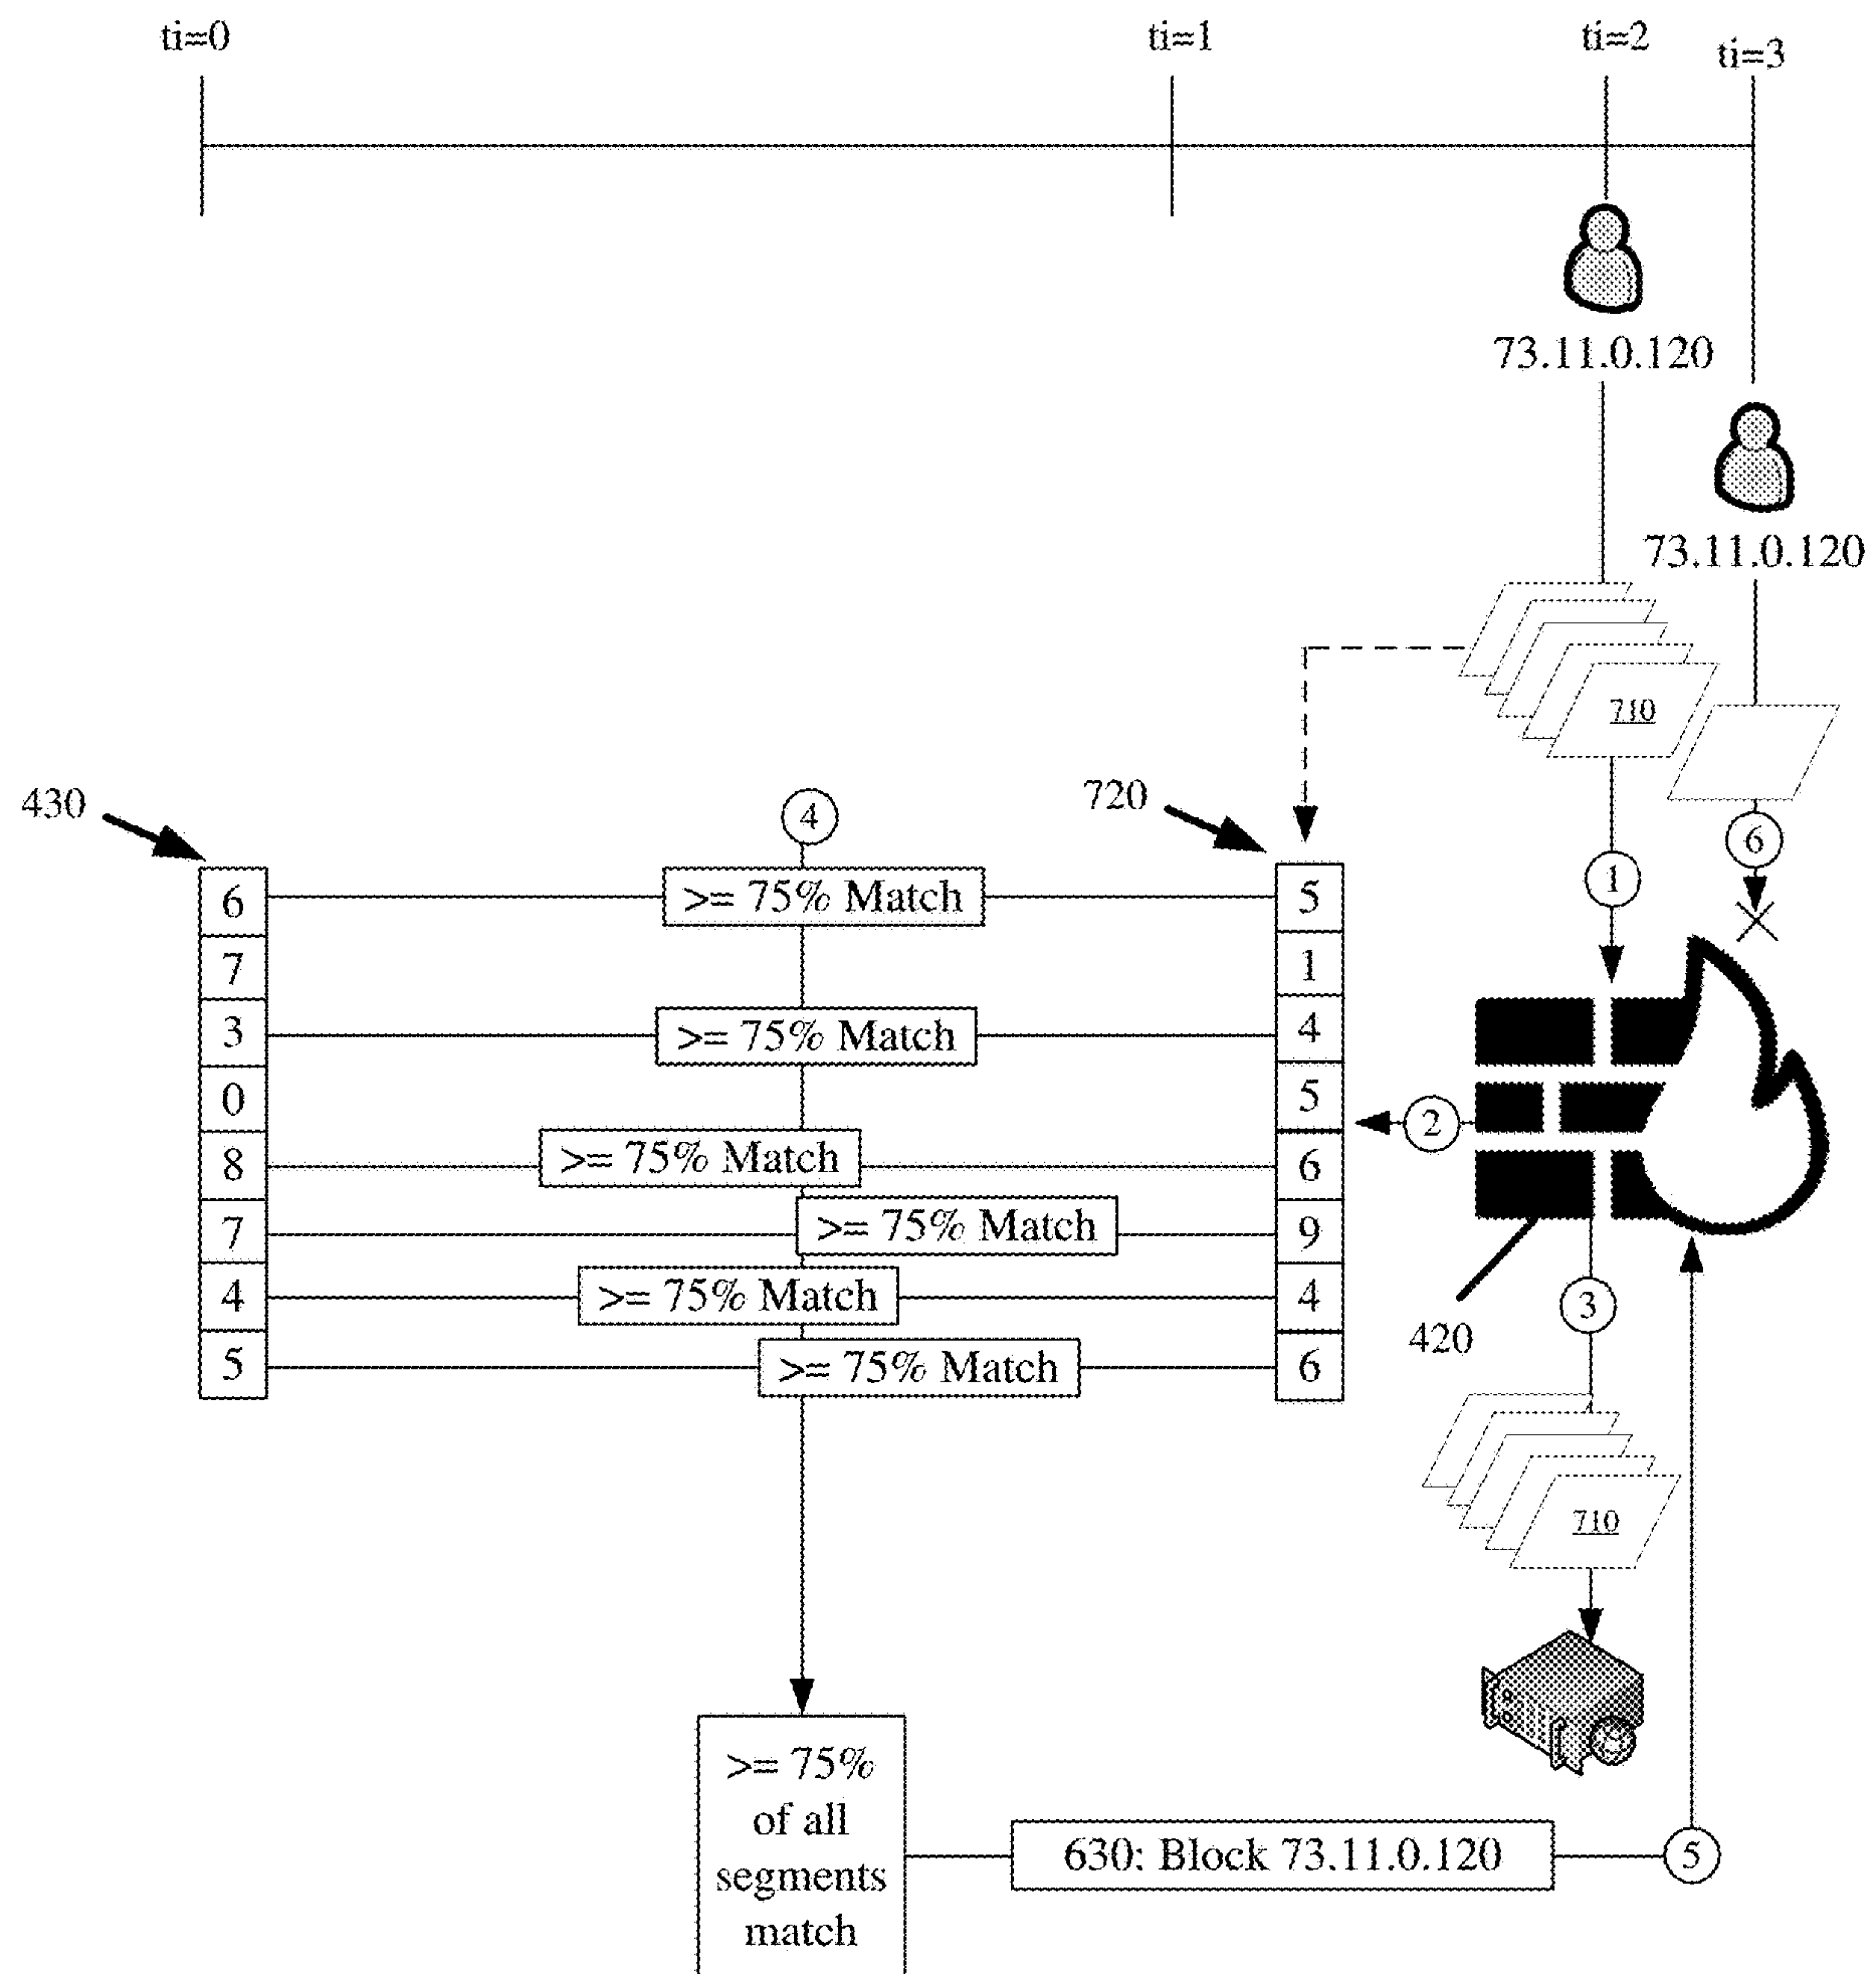 ti=0
ti=1
ti=2
ti=3
73.11.0.120
73.11.0.120
710
430
4
720
6
1
6 >= 75% Match 5
7 1
3 >= 75% Match 4
0 5
2
8 >= 75% Match 6
7 >= 75% Match 9
4 >= 75% Match 4
3
420
5 >= 75% Match 6
710
>= 75%
of all
segments
match
630: Block 73.11.0.120
5